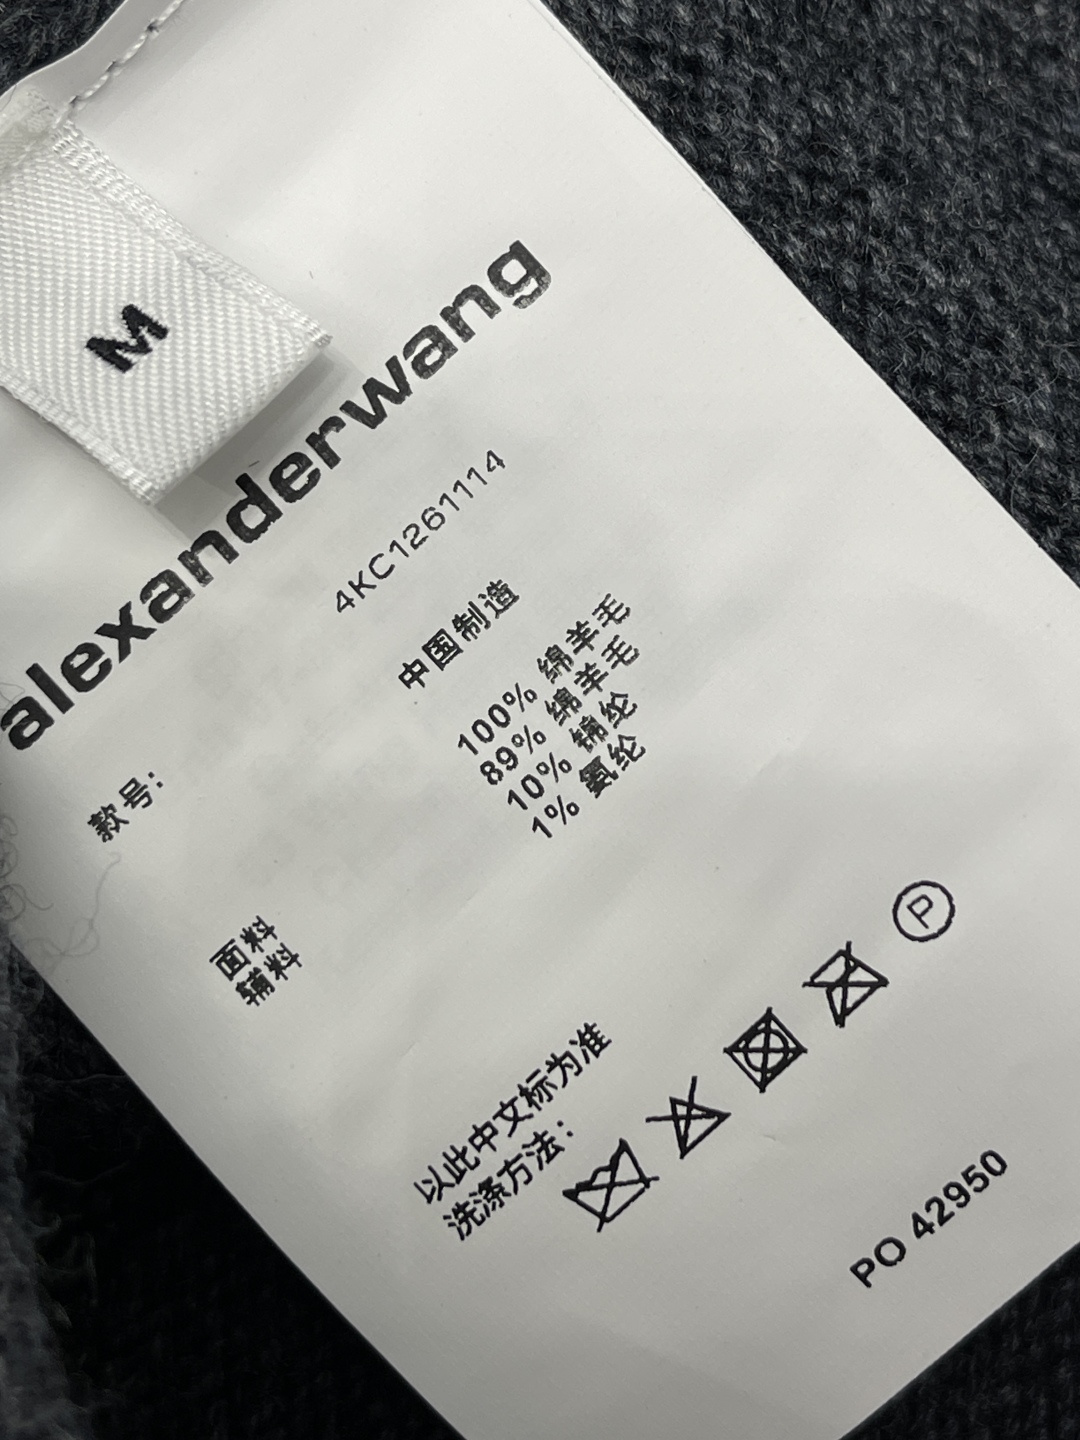 M
alexanderwang
款号:
4KC1261114
中国制造
面料
100% 绵羊毛
辅料
89% 绵羊毛
10% 锦纶
1% 氨纶
以此中文标为准
洗涤方法:
P
PO 42950